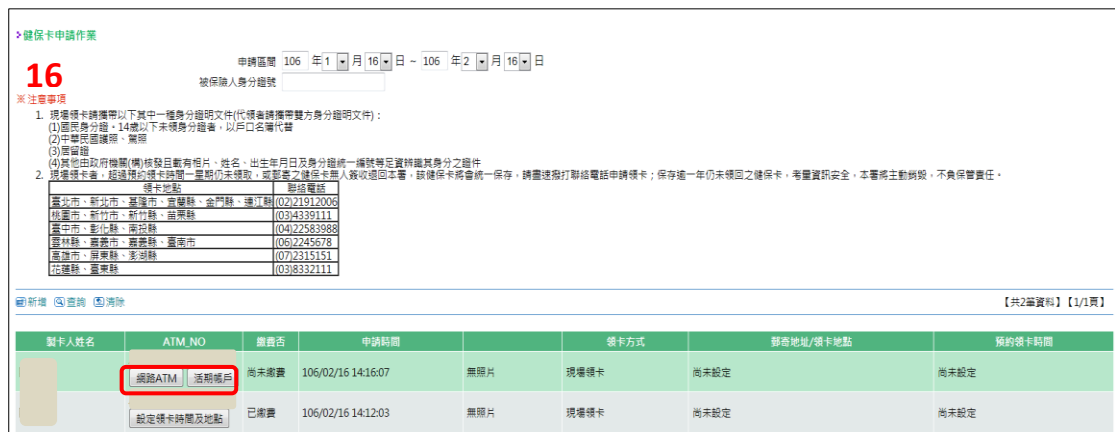 健保卡申請作業
申請區間 106 年 1 月 16 日 ~ 106 年 2 月 16 日
16
被保險人身分證號
※注意事項
1. 現場領卡請攜帶以下其中一種身分證明文件(代領者請攜帶雙方身分證明文件)：
(1)國民身分證，14歲以下未領身分證者，以戶口名簿代替
(2)中華民國護照、駕照
(3)居留證
(4)其他由政府機關(構)核發且載有相片、姓名、出生年月日及身分證統一編號等足資辨識其身分之證件
2. 現場領卡者，超過預約領卡時間一星期仍未領取，或郵寄之健保卡無人簽收退回本署，該健保卡將會統一保存，請盡速撥打聯絡電話申請領卡；保存逾一年仍未領回之健保卡，考量資訊安全，本署將主動銷毀，不負保管責任。
領卡地點 聯絡電話
臺北市、新北市、基隆市、宜蘭縣、金門縣、連江縣 (02)21912006
桃園市、新竹市、新竹縣、苗栗縣 (03)4339111
臺中市、彰化縣、南投縣 (04)22583988
雲林縣、嘉義市、嘉義縣、臺南市 (06)2245678
高雄市、屏東縣、澎湖縣 (07)2315151
花蓮縣、臺東縣 (03)8332111
新增 查詢 清除 【共2筆資料】【1/1頁】
製卡人姓名 ATM_NO 繳費否 申請時間 領卡方式 郵寄地址/領卡地點 預約領卡時間
網路ATM 活期帳戶 尚未繳費 106/02/16 14:16:07 無照片 現場領卡 尚未設定 尚未設定
設定領卡時間及地點 已繳費 106/02/16 14:12:03 無照片 現場領卡 尚未設定 尚未設定